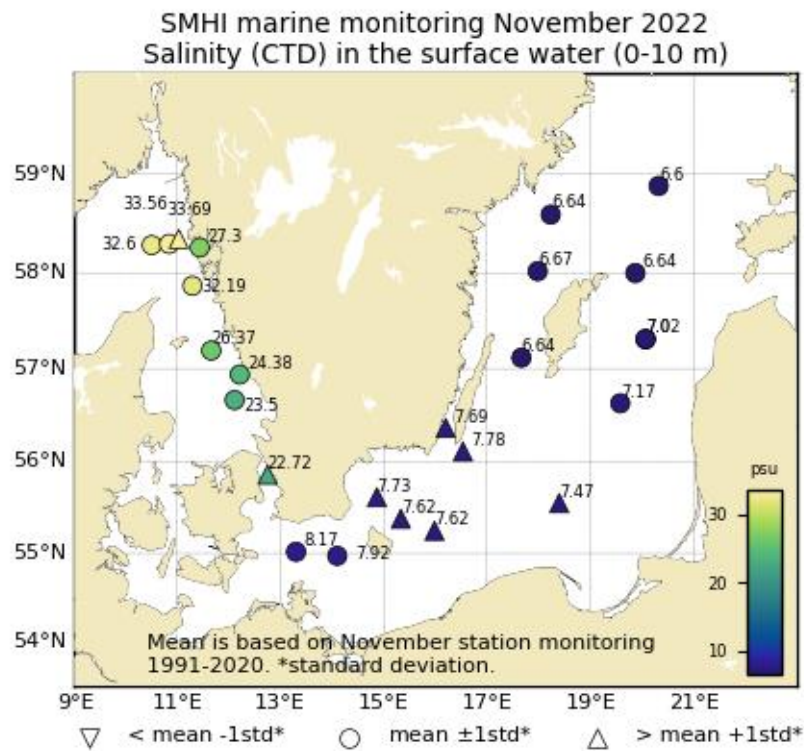 SMHI marine monitoring November 2022
Salinity (CTD) in the surface water (0-10 m)
59°N
58°N
57°N
56°N
55°N
54°N
33.56
33.69
32.6
27.3
32.19
26.37
24.38
23.5
22.72
8.17
7.92
7.73
7.62
7.62
7.69
7.78
7.47
6.6
6.64
6.67
6.64
6.64
7.02
7.17
psu
30
20
10
Mean is based on November station monitoring
1991-2020. *standard deviation.
9°E 11°E 13°E 15°E 17°E 19°E 21°E
▽ < mean -1std* ○ mean ±1std* △ > mean +1std*